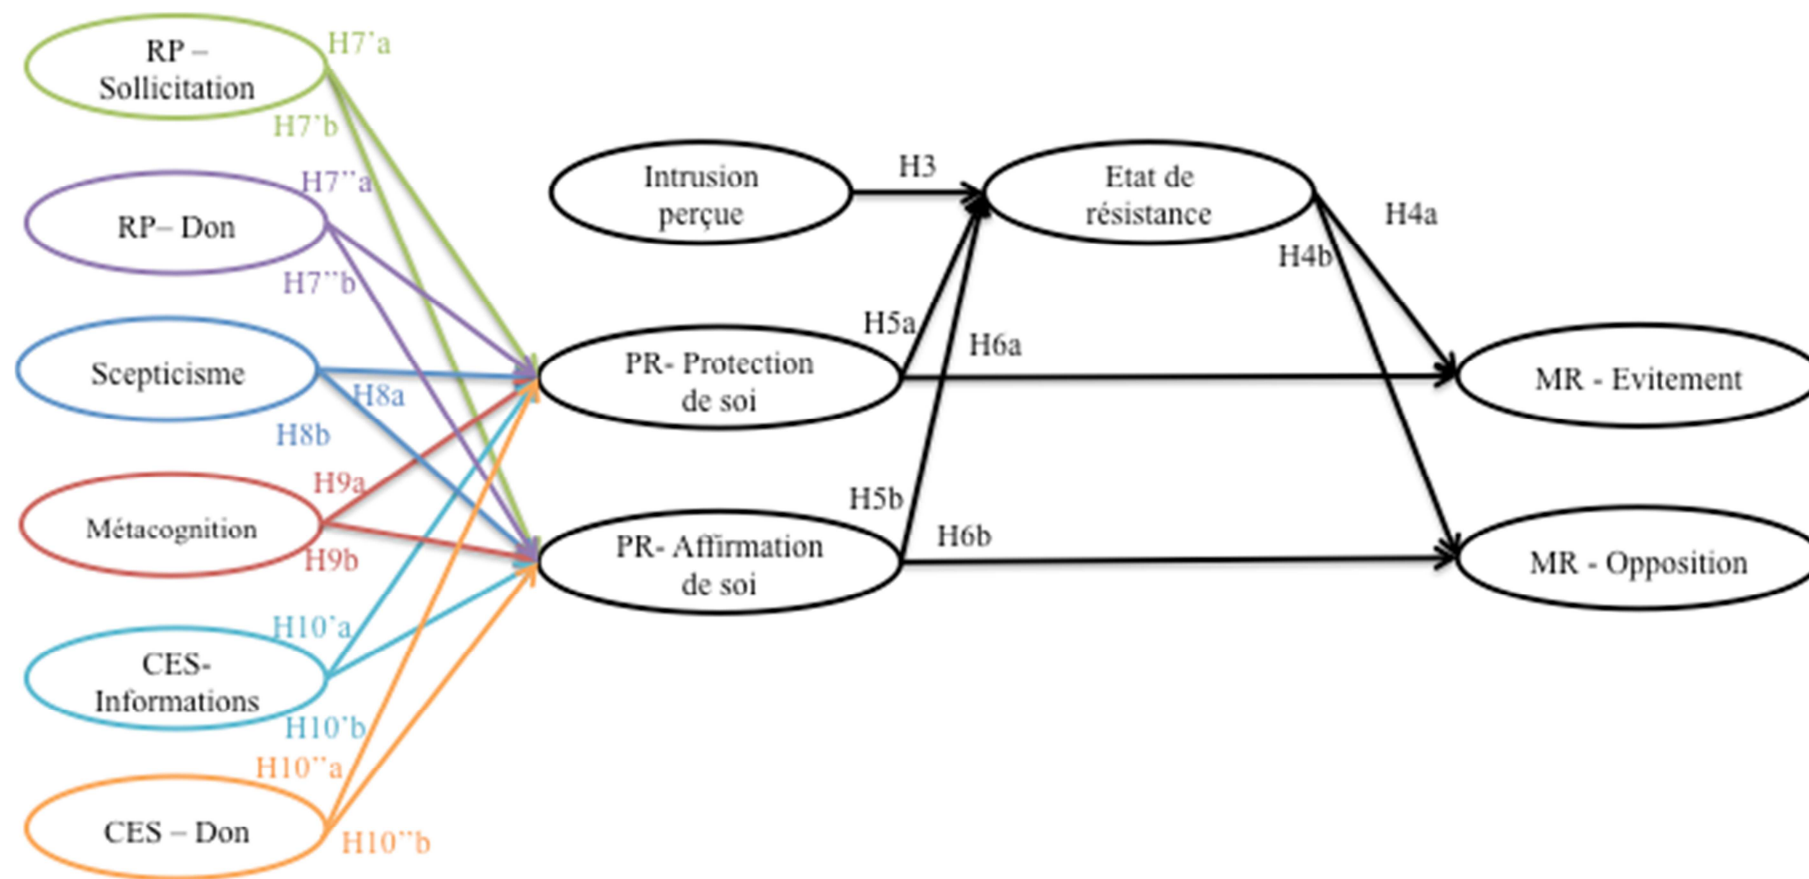 RP –
Sollicitation
H7’a
H7’b
RP– Don
H7’’a
H7’’b
Scepticisme
H8a
H8b
Métacognition
H9a
H9b
CES-
Informations
H10’a
H10’b
CES – Don
H10’’a
H10’’b
Intrusion
perçue
H3
Etat de
résistance
H4a
H4b
PR- Protection
de soi
H5a
H6a
MR - Evitement
PR- Affirmation
de soi
H5b
H6b
MR - Opposition